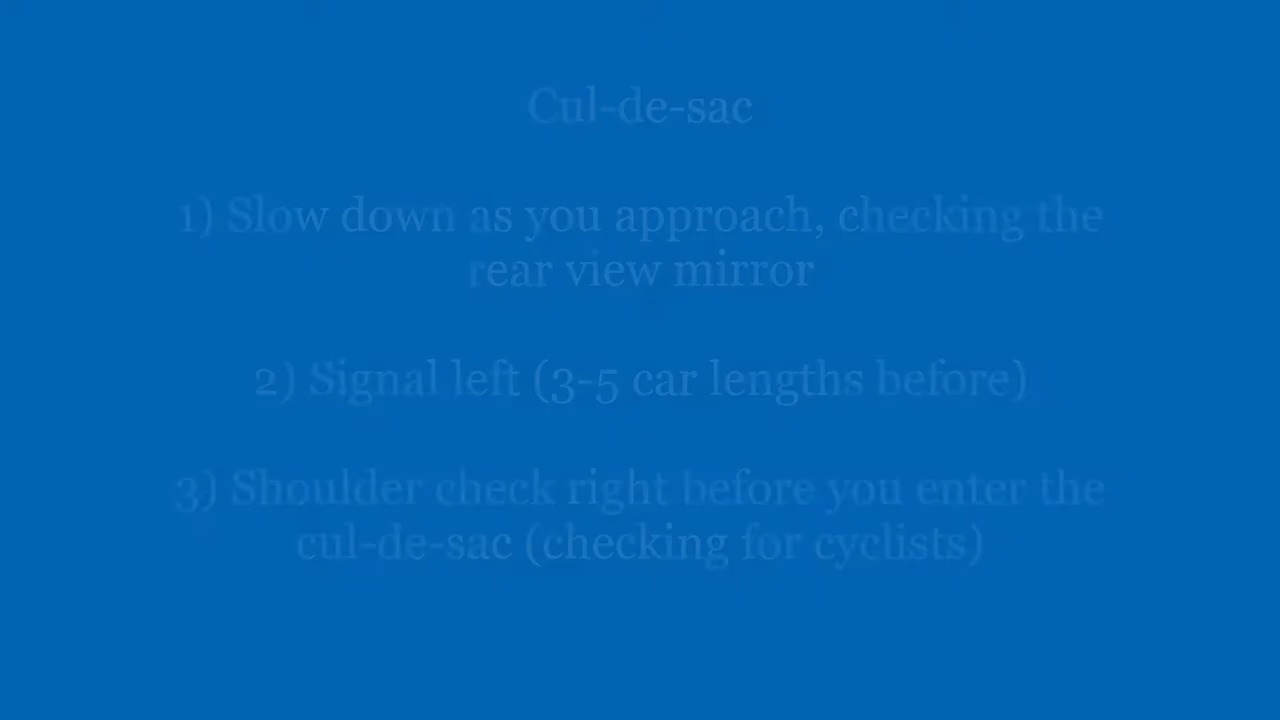 Cul-de-sac
1) Slow down as you approach, checking the
rear view mirror
2) Signal left (3-5 car lengths before)
3) Shoulder check right before you enter the
cul-de-sac (checking for cyclists)